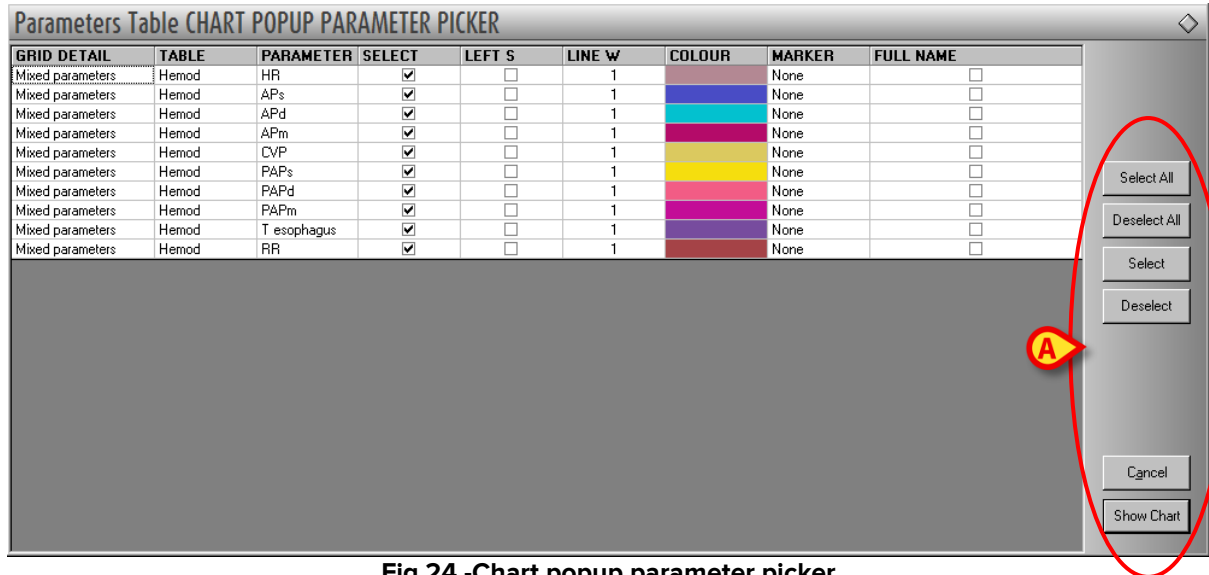 Parameters Table CHART POPUP PARAMETER PICKER
GRID DETAIL TABLE PARAMETER SELECT LEFT S LINE W COLOUR MARKER FULL NAME
Mixed parameters Hemod HR 1 None
Mixed parameters Hemod APs 1 None
Mixed parameters Hemod APd 1 None
Mixed parameters Hemod APm 1 None
Mixed parameters Hemod CVP 1 None
Mixed parameters Hemod PAPs 1 None
Mixed parameters Hemod PAPd 1 None
Mixed parameters Hemod PAPm 1 None
Mixed parameters Hemod T esophagus 1 None
Mixed parameters Hemod RR 1 None
Select All
Deselect All
Select
Deselect
A
Cancel
Show Chart
Fig 24 -Chart popup parameter picker